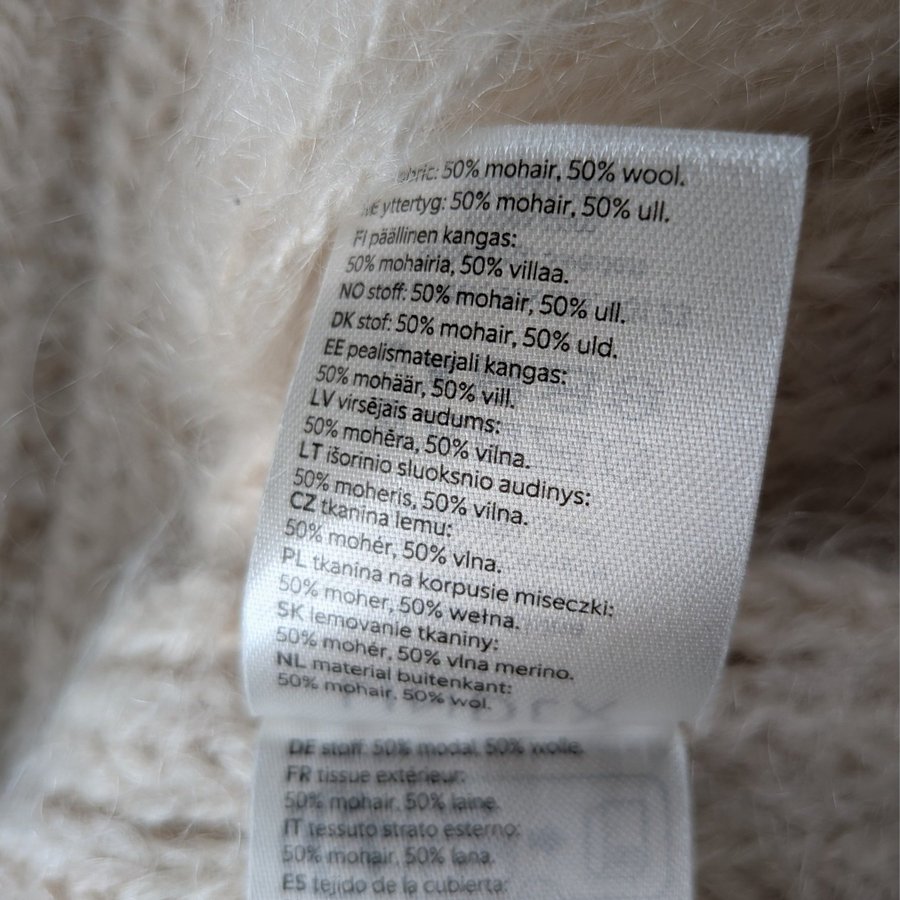 50% mohair, 50% wool.
yttertyg: 50% mohair, 50% ull.
FI päällinen kangas:
50% mohairia, 50% villaa.
NO stoff: 50% mohair, 50% ull.
DK stof: 50% mohair, 50% uld.
EE pealismaterjali kangas:
50% mohäär, 50% vill.
LV virsējais audums:
50% mohēra, 50% vilna.
LT išorinio sluoksnio audinys:
50% moheris, 50% vilna.
CZ tkanina lemu:
50% mohér, 50% vlna.
PL tkanina na korpusie miseczki:
50% moher, 50% wełna.
SK lemovanie tkaniny:
50% mohér, 50% vlna merino.
NL material buitenkant:
50% mohair, 50% wol.
DE stoff: 50% modal, 50% wolle.
FR tissue extérieur:
50% mohair, 50% laine.
IT tessuto strato esterno:
50% mohair, 50% lana.
ES tejido de la cubierta: